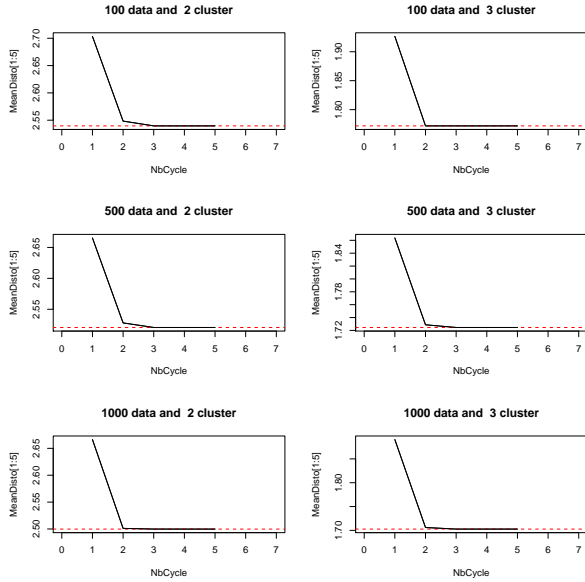 100 data and 2 cluster
MeanDisto[1:5]
2.55 2.60 2.65 2.70
0 1 2 3 4 5 6 7
NbCycle
100 data and 3 cluster
MeanDisto[1:5]
1.80 1.85 1.90
0 1 2 3 4 5 6 7
NbCycle
500 data and 2 cluster
MeanDisto[1:5]
2.55 2.60 2.65
0 1 2 3 4 5 6 7
NbCycle
500 data and 3 cluster
MeanDisto[1:5]
1.72 1.78 1.84
0 1 2 3 4 5 6 7
NbCycle
1000 data and 2 cluster
MeanDisto[1:5]
2.50 2.55 2.60 2.65
0 1 2 3 4 5 6 7
NbCycle
1000 data and 3 cluster
MeanDisto[1:5]
1.70 1.80
0 1 2 3 4 5 6 7
NbCycle